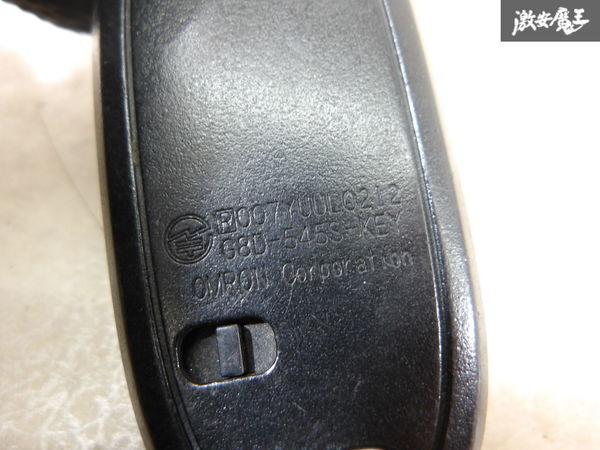 激安魔王
R 007YUUL0212
G8D-545S-KEY
OMRON Corporation